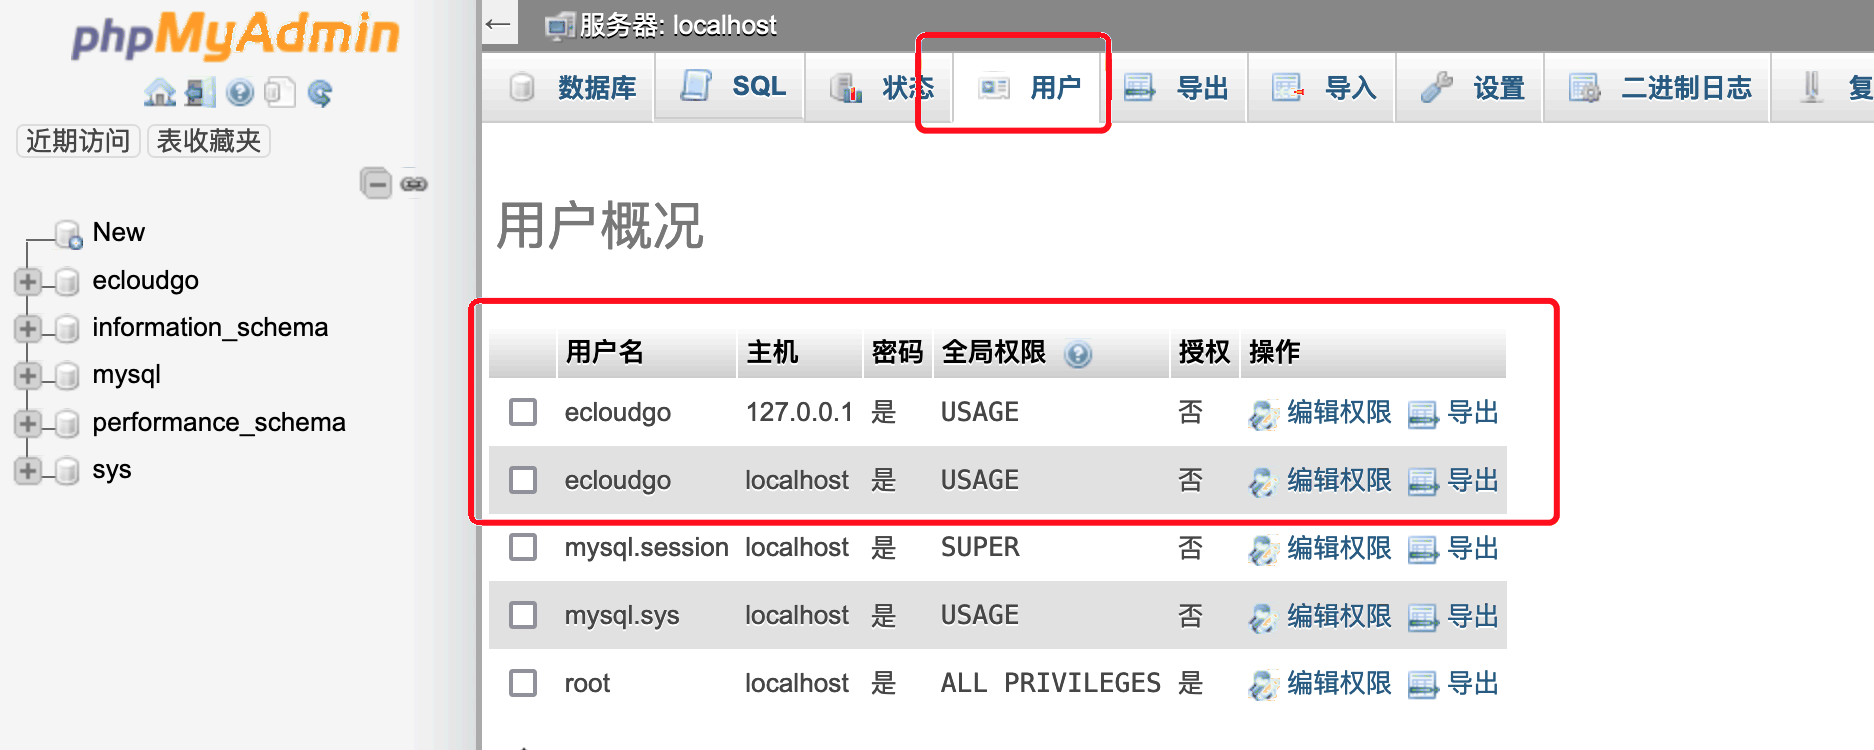 phpMyAdmin
近期访问 表收藏夹
New
ecloudgo
information_schema
mysql
performance_schema
sys
服务器: localhost
数据库 SQL 状态 用户 导出 导入 设置 二进制日志 复
用户概况
用户名 主机 密码 全局权限 授权 操作
ecloudgo 127.0.0.1 是 USAGE 否 编辑权限 导出
ecloudgo localhost 是 USAGE 否 编辑权限 导出
mysql.session localhost 是 SUPER 否 编辑权限 导出
mysql.sys localhost 是 USAGE 否 编辑权限 导出
root localhost 是 ALL PRIVILEGES 是 编辑权限 导出